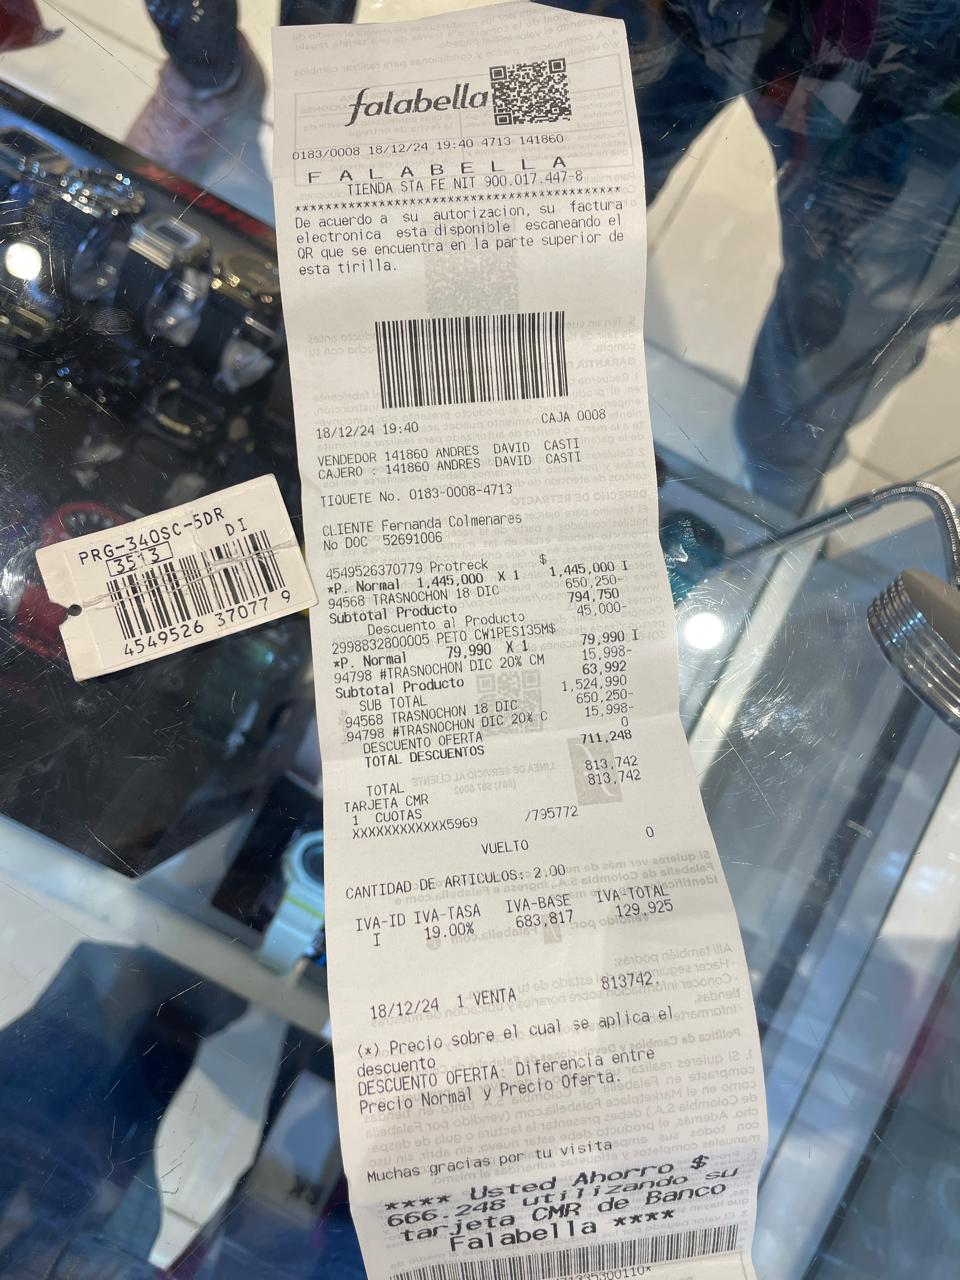 falabella
0183/0008 18/12/24 19:40 4713 141860
F A L A B E L L A
TIENDA STA FE NIT 900.017.447-8
De acuerdo a su autorizacion, su factura
electronica esta disponible escaneando el
QR que se encuentra en la parte superior de
esta tirilla.
18/12/24 19:40 CAJA 0008
VENDEDOR 141860 ANDRES DAVID CASTI
CAJERO : 141860 ANDRES DAVID CASTI
TIQUETE No. 0183-0008-4713
CLIENTE Fernanda Colmenares
No DOC 52691006
4549526370779 Protreck $
*P. Normal 1,445,000 X 1 1,445,000 I
94568 TRASNOCHON 18 DIC 650,250-
Subtotal Producto 794,750
Descuento al Producto 45,000-
2998832800005 PETO CW1PES135M$
*P. Normal 79,990 X 1 79,990 I
94798 #TRASNOCHON DIC 20% CM 15,998-
Subtotal Producto 63,992
SUB TOTAL 1,524,990
94568 TRASNOCHON 18 DIC 650,250-
94798 #TRASNOCHON DIC 20% C 15,998-
DESCUENTO OFERTA 0
TOTAL DESCUENTOS 711,248
TOTAL 813,742
TARJETA CMR 813,742
1 CUOTAS
XXXXXXXXXXXX5969 /795772
VUELTO 0
CANTIDAD DE ARTICULOS: 2.00
IVA-ID IVA-TASA IVA-BASE IVA-TOTAL
I 19.00% 683,817 129,925
18/12/24 1 VENTA 813742.
(*) Precio sobre el cual se aplica el
descuento
DESCUENTO OFERTA: Diferencia entre
Precio Normal y Precio Oferta.
Muchas gracias por tu visita
**** Usted Ahorro $
666.248 utilizando su
tarjeta CMR de Banco
Falabella ****
PRG-340SC-5DR
3513 DI
4549526 37077 9